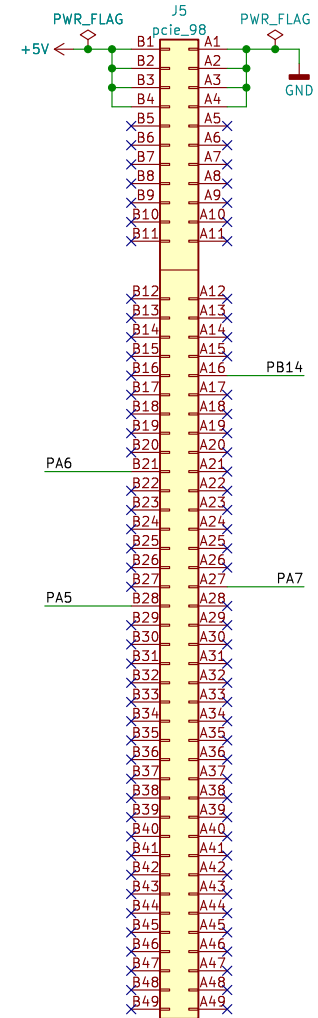 J5
PWR_FLAG PWR_FLAG
pcie_98
+5V B1 A1
B2 A2
B3 A3
GND
B4 A4
B5 A5
B6 A6
B7 A7
B8 A8
B9 A9
B10 A10
B11 A11
B12 A12
B13 A13
B14 A14
B15 A15
B16 A16 PB14
B17 A17
B18 A18
B19 A19
B20 A20
PA6 B21 A21
B22 A22
B23 A23
B24 A24
B25 A25
B26 A26
B27 A27 PA7
PA5 B28 A28
B29 A29
B30 A30
B31 A31
B32 A32
B33 A33
B34 A34
B35 A35
B36 A36
B37 A37
B38 A38
B39 A39
B40 A40
B41 A41
B42 A42
B43 A43
B44 A44
B45 A45
B46 A46
B47 A47
B48 A48
B49 A49